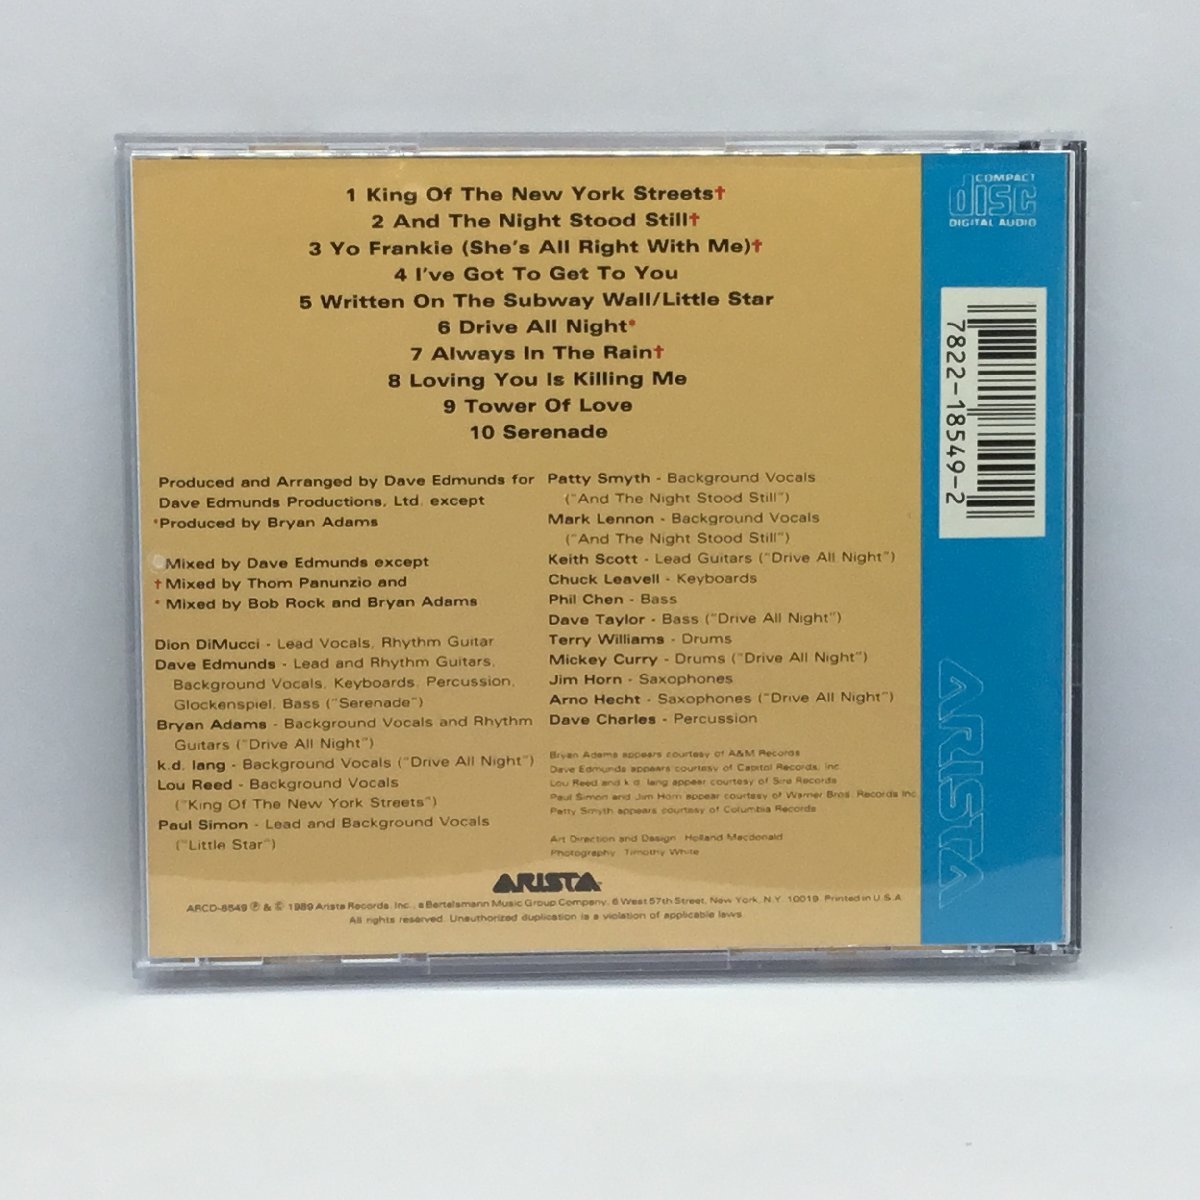 1 King Of The New York Streets†
2 And The Night Stood Still†
3 Yo Frankie (She's All Right With Me)†
4 I've Got To Get To You
5 Written On The Subway Wall/Little Star
6 Drive All Night*
7 Always In The Rain†
8 Loving You Is Killing Me
9 Tower Of Love
10 Serenade
Produced and Arranged by Dave Edmunds for
Dave Edmunds Productions, Ltd. except
*Produced by Bryan Adams
Mixed by Dave Edmunds except
† Mixed by Thom Panunzio and
* Mixed by Bob Rock and Bryan Adams
Dion DiMucci - Lead Vocals, Rhythm Guitar
Dave Edmunds - Lead and Rhythm Guitars,
Background Vocals, Keyboards, Percussion,
Glockenspiel, Bass ("Serenade")
Bryan Adams - Background Vocals and Rhythm
Guitars ("Drive All Night")
k.d. lang - Background Vocals ("Drive All Night")
Lou Reed - Background Vocals
("King Of The New York Streets")
Paul Simon - Lead and Background Vocals
("Little Star")
Patty Smyth - Background Vocals
("And The Night Stood Still")
Mark Lennon - Background Vocals
("And The Night Stood Still")
Keith Scott - Lead Guitars ("Drive All Night")
Chuck Leavell - Keyboards
Phil Chen - Bass
Dave Taylor - Bass ("Drive All Night")
Terry Williams - Drums
Mickey Curry - Drums ("Drive All Night")
Jim Horn - Saxophones
Arno Hecht - Saxophones ("Drive All Night")
Dave Charles - Percussion
Bryan Adams appears courtesy of A&M Records
Dave Edmunds appears courtesy of Capitol Records, Inc.
Lou Reed and k.d. lang appear courtesy of Sire Records
Paul Simon and Jim Horn appear courtesy of Warner Bros. Records Inc.
Patty Smyth appears courtesy of Columbia Records
Art Direction and Design: Holland Macdonald
Photography: Timothy White
ARISTA
ARCD-8549 ℗ & © 1989 Arista Records, Inc., a Bertelsmann Music Group Company, 6 West 57th Street, New York, N.Y. 10019. Printed in U.S.A.
All rights reserved. Unauthorized duplication is a violation of applicable laws.
COMPACT
disc
DIGITAL AUDIO
7822-18549-2
ARISTA